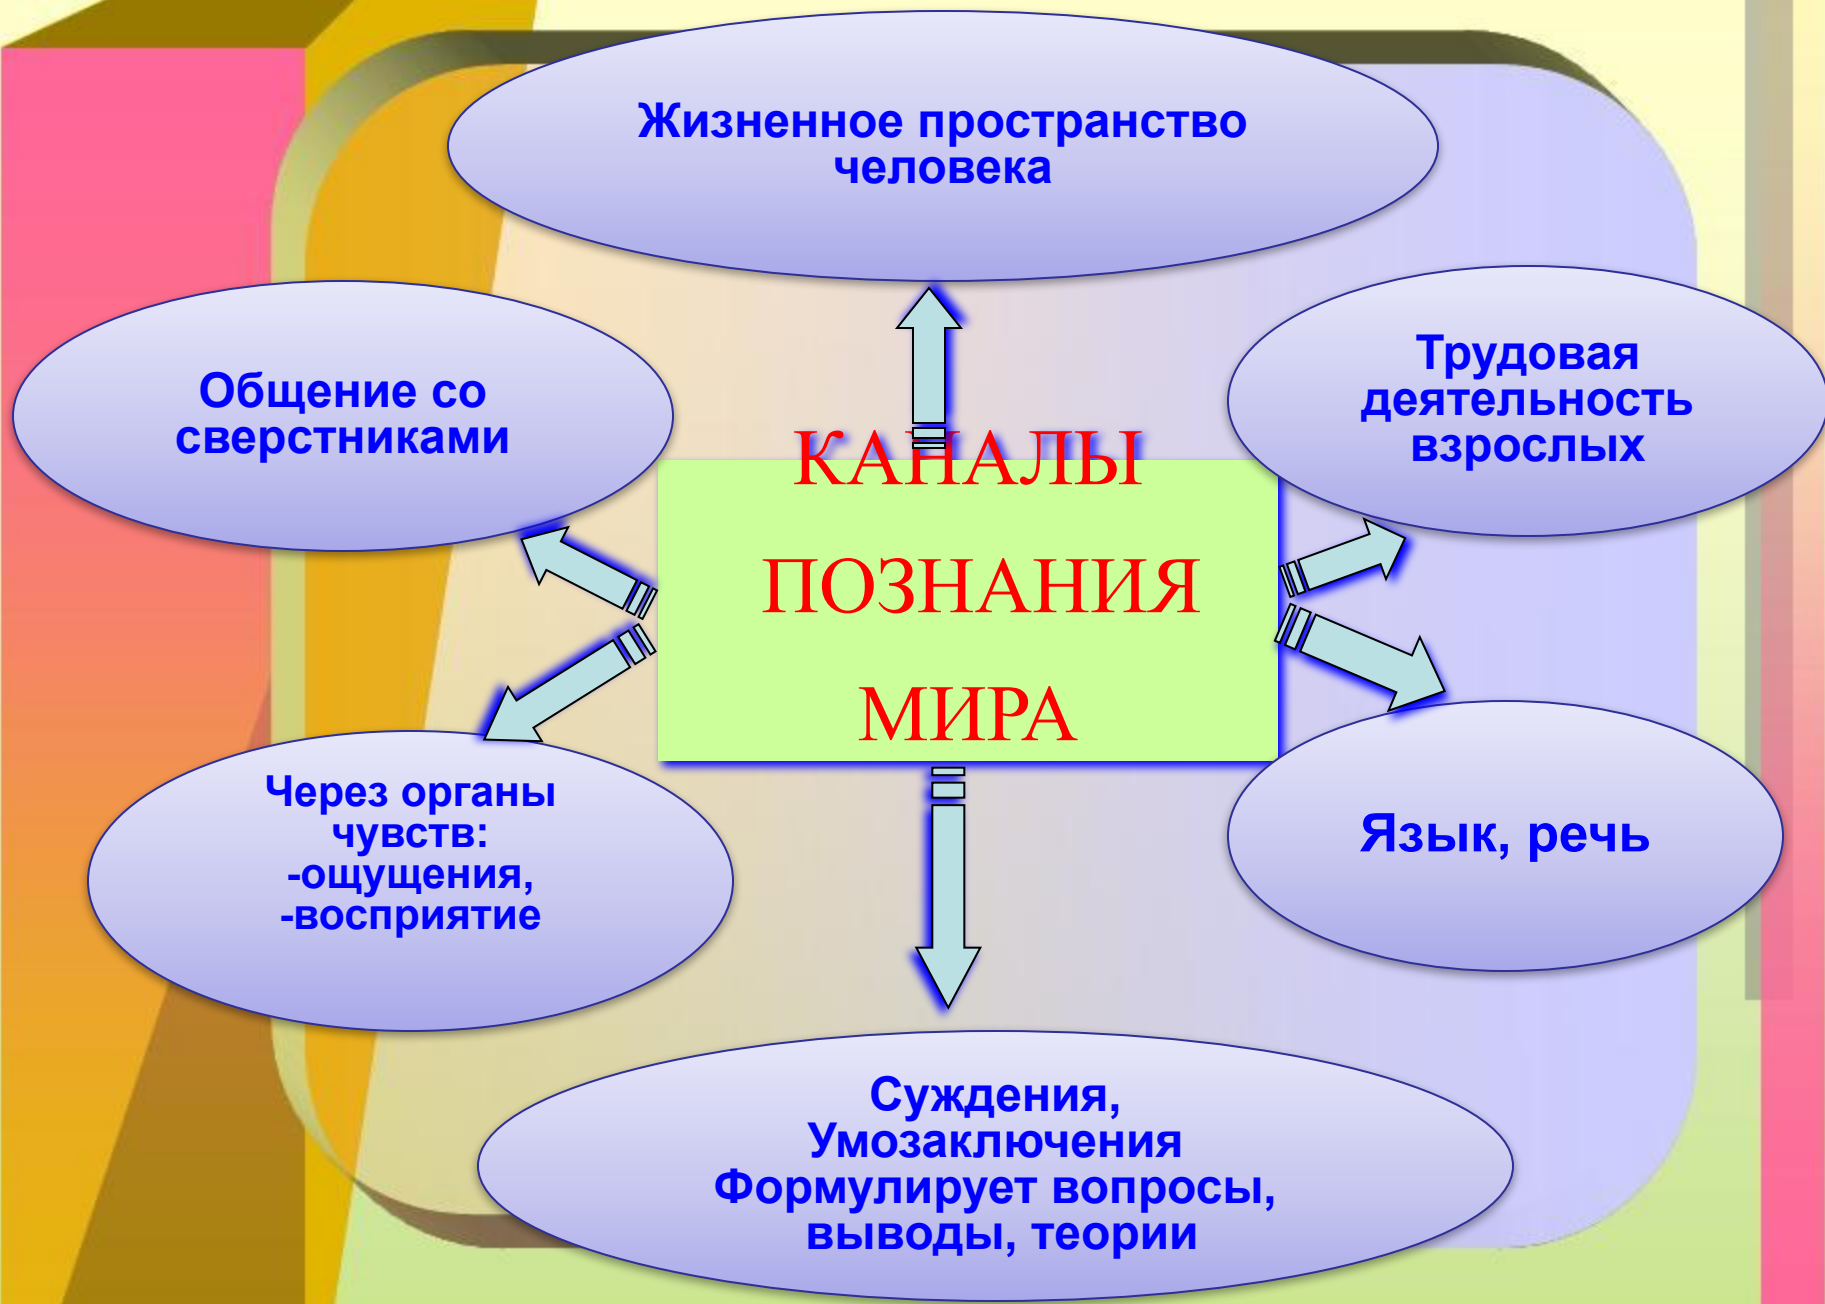 Жизненное пространство
человека
Общение со
сверстниками
Трудовая
деятельность
взрослых
КАНАЛЫ
ПОЗНАНИЯ
МИРА
Через органы
чувств:
-ощущения,
-восприятие
Язык, речь
Суждения,
Умозаключения
Формулирует вопросы,
выводы, теории